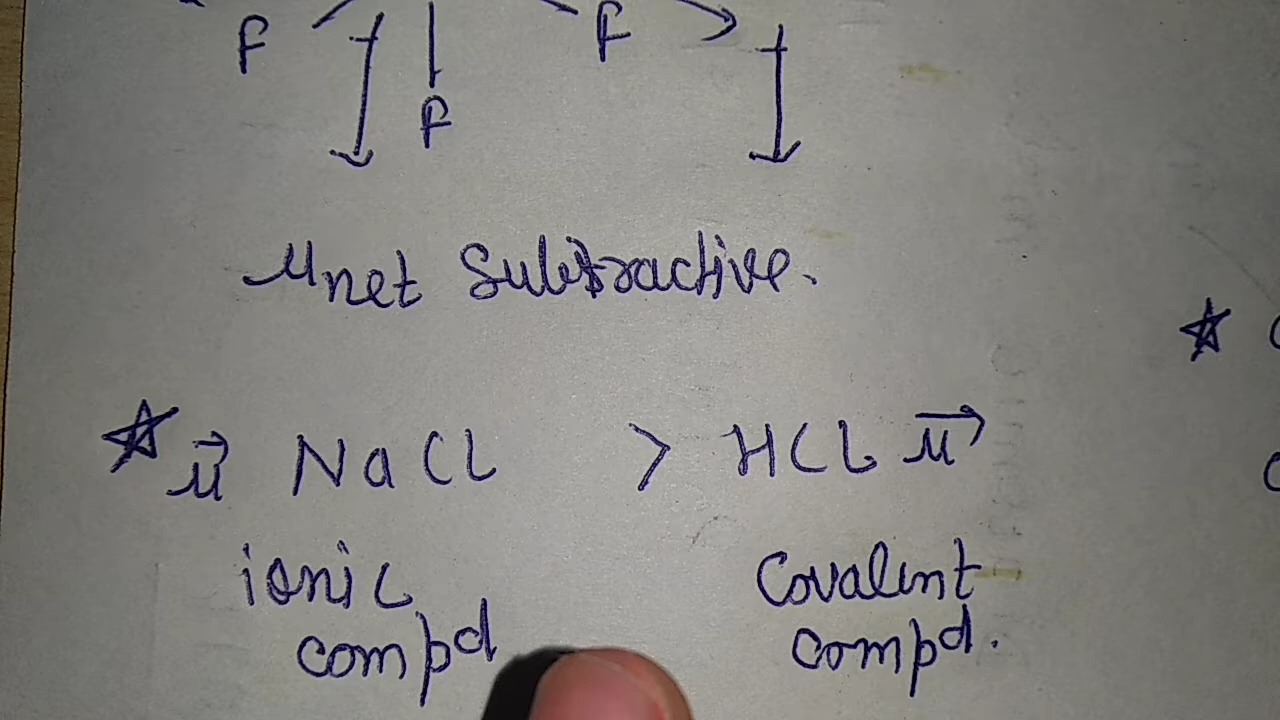 F F
F
μnet Subtractive.
☆ μ⃗ NaCl > HCl μ⃗
ionic covalent
compd compd.
☆